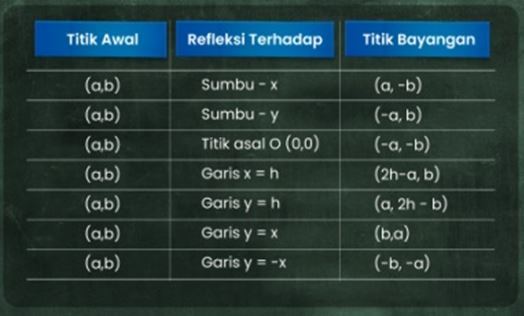 Titik Awal Refleksi Terhadap Titik Bayangan
(a,b) Sumbu - x (a, -b)
(a,b) Sumbu - y (-a, b)
(a,b) Titik asal O (0,0) (-a, -b)
(a,b) Garis x = h (2h-a, b)
(a,b) Garis y = h (a, 2h - b)
(a,b) Garis y = x (b,a)
(a,b) Garis y = -x (-b, -a)